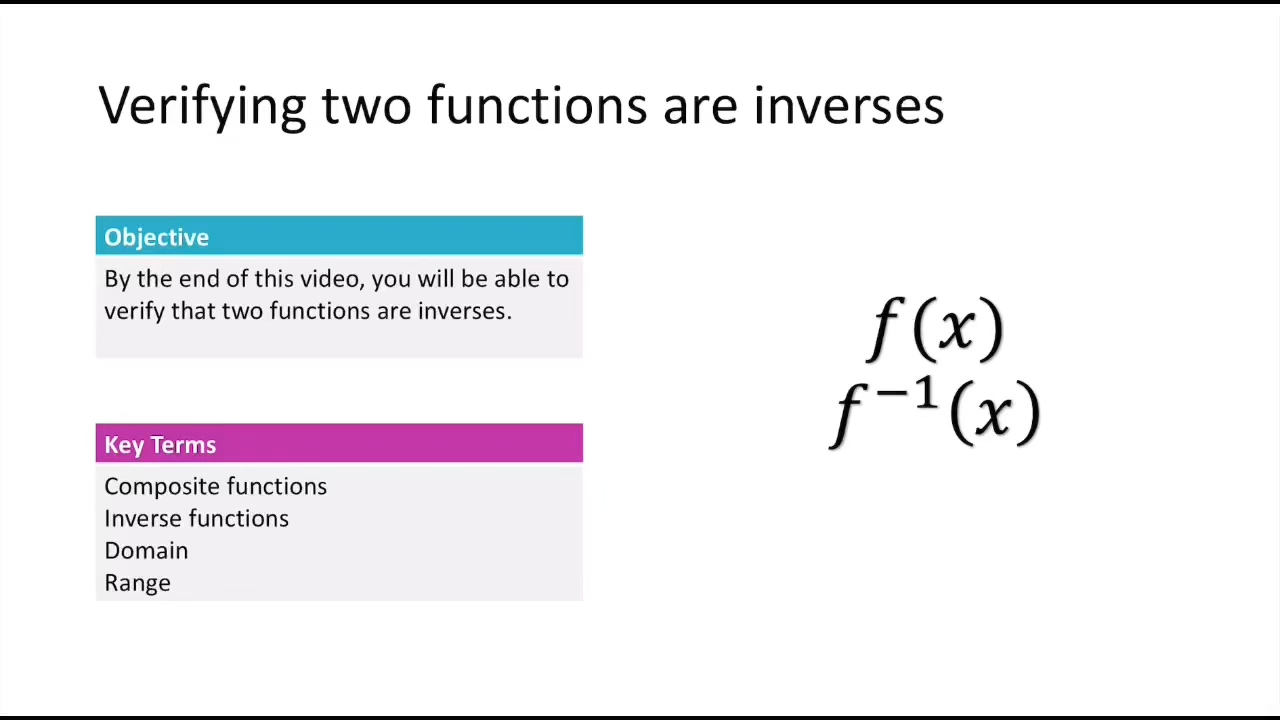 Verifying two functions are inverses
Objective
By the end of this video, you will be able to
verify that two functions are inverses.
Key Terms
Composite functions
Inverse functions
Domain
Range
𝑓(𝑥)
𝑓⁻¹(𝑥)